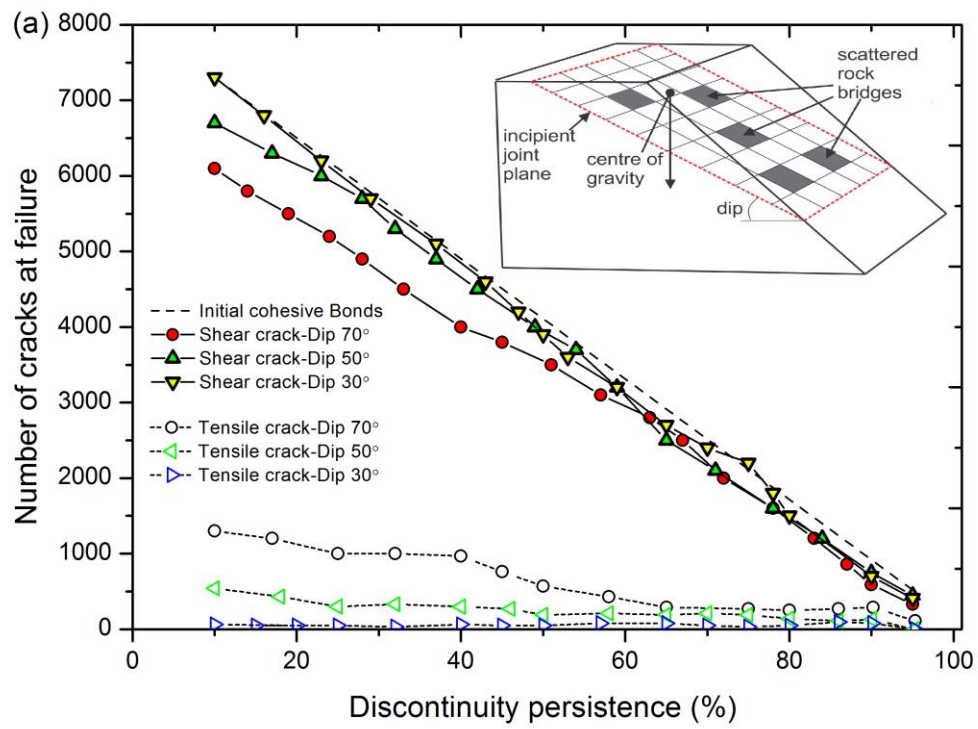 (a)
8000
7000
6000
5000
4000
3000
2000
1000
0
Number of cracks at failure
scattered
rock
bridges
incipient
joint
plane
centre of
gravity
dip
Initial cohesive Bonds
Shear crack-Dip 70°
Shear crack-Dip 50°
Shear crack-Dip 30°
Tensile crack-Dip 70°
Tensile crack-Dip 50°
Tensile crack-Dip 30°
0 20 40 60 80 100
Discontinuity persistence (%)